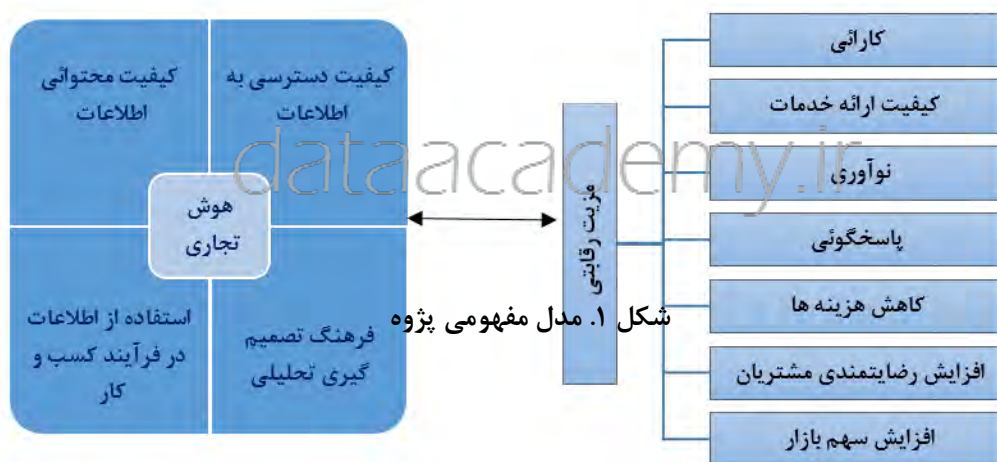 کیفیت دسترسی به
اطلاعات
کیفیت محتوائی
اطلاعات
هوش
تجاری
فرهنگ تصمیم
گیری تحلیلی
استفاده از اطلاعات
در فرآیند کسب و
کار
مزیت رقابتی
کارائی
کیفیت ارائه خدمات
نوآوری
پاسخگوئی
کاهش هزینه ها
افزایش رضایتمندی مشتریان
افزایش سهم بازار
dataacademy.ir
شکل ۱. مدل مفهومی پژوه